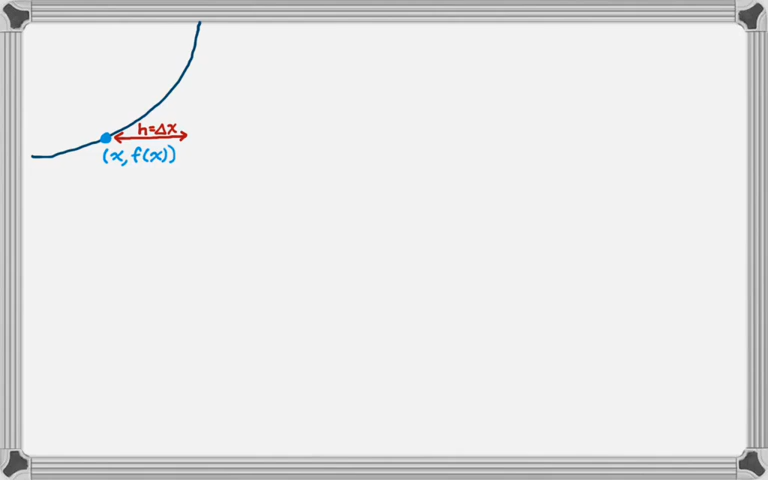 h=Δx
(x, f(x))